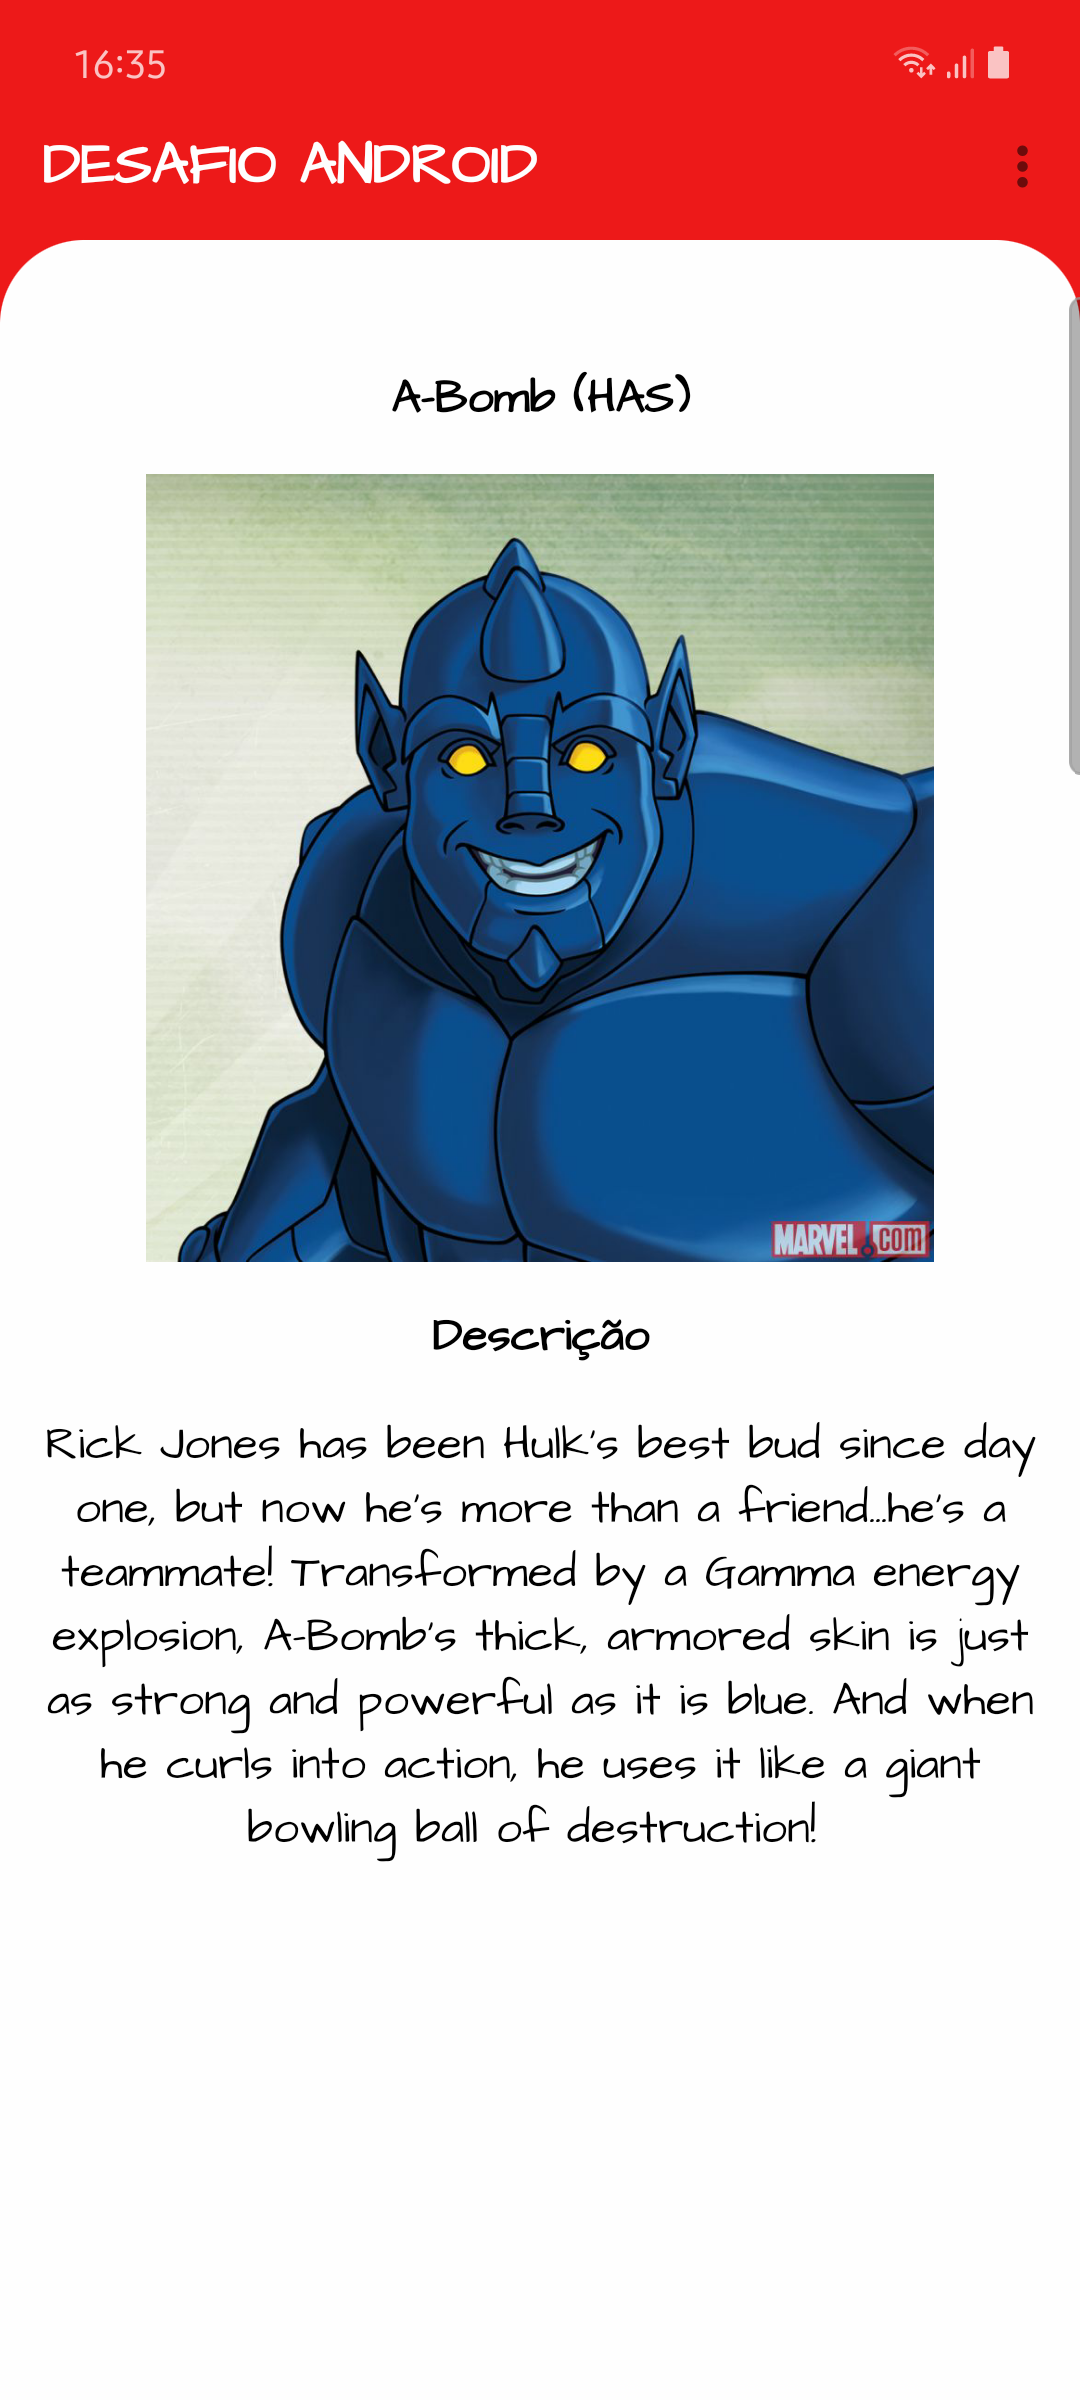 16:35
DESAFIO ANDROID
A-Bomb (HAS)
MARVEL.COM
Descrição
Rick Jones has been Hulk's best bud since day
one, but now he's more than a friend...he's a
teammate! Transformed by a Gamma energy
explosion, A-Bomb's thick, armored skin is just
as strong and powerful as it is blue. And when
he curls into action, he uses it like a giant
bowling ball of destruction!